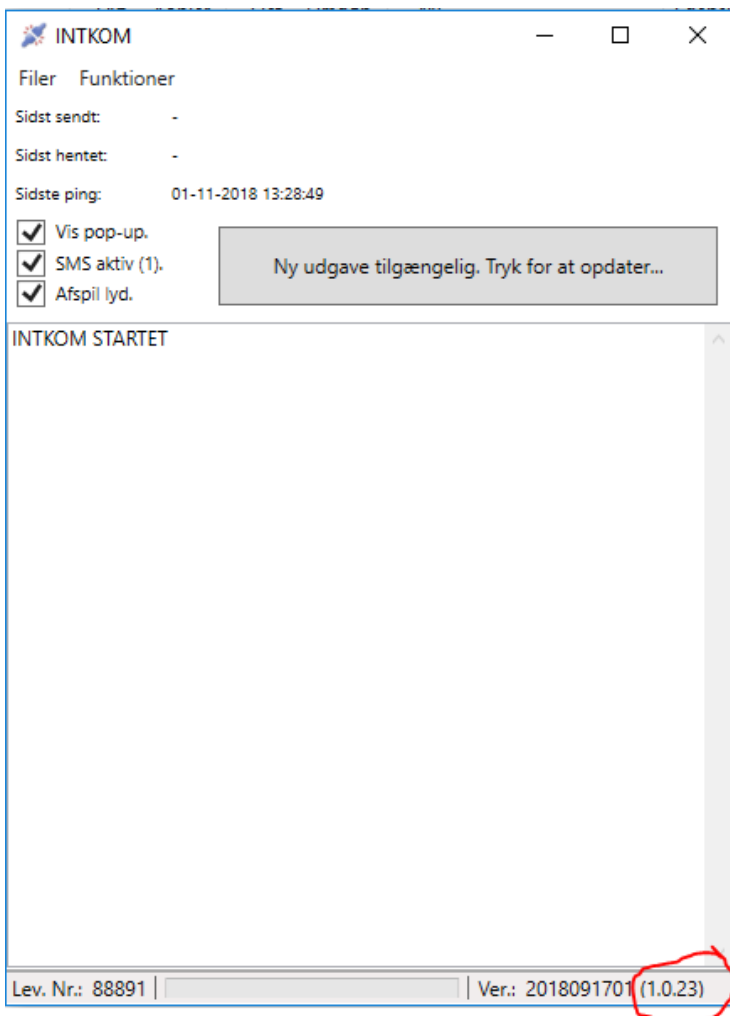 INTKOM
Filer Funktioner
Sidst sendt: -
Sidst hentet: -
Sidste ping: 01-11-2018 13:28:49
Vis pop-up.
SMS aktiv (1).
Afspil lyd.
Ny udgave tilgængelig. Tryk for at opdater...
INTKOM STARTET
Lev. Nr.: 88891 Ver.: 2018091701 (1.0.23)